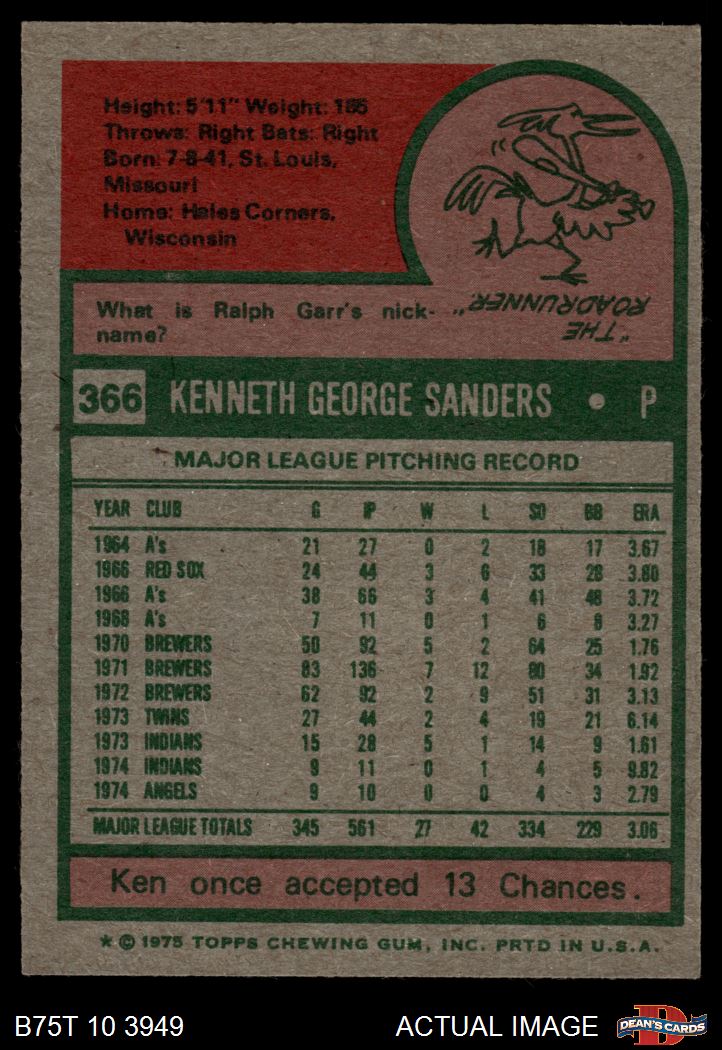 Height: 5'11" Weight: 185
Throws: Right Bats: Right
Born: 7-8-41, St. Louis,
Missouri
Home: Hales Corners,
Wisconsin
What is Ralph Garr's nick-
name?
"THE
ROADRUNNER"
366 KENNETH GEORGE SANDERS • P
MAJOR LEAGUE PITCHING RECORD
YEAR CLUB G IP W L SO BB ERA
1964 A's 21 27 0 2 18 17 3.67
1966 RED SOX 24 44 3 6 33 28 3.80
1966 A's 38 66 3 4 41 48 3.72
1968 A's 7 11 0 1 6 8 3.27
1970 BREWERS 50 92 5 2 64 25 1.76
1971 BREWERS 83 136 7 12 80 34 1.92
1972 BREWERS 62 92 2 9 51 31 3.13
1973 TWINS 27 44 2 4 19 21 6.14
1973 INDIANS 15 28 5 1 14 9 1.61
1974 INDIANS 9 11 0 1 4 5 9.82
1974 ANGELS 9 10 0 0 4 3 2.79
MAJOR LEAGUE TOTALS 345 561 27 42 334 229 3.06
Ken once accepted 13 Chances.
* © 1975 TOPPS CHEWING GUM, INC. PRTD IN U.S.A.
B75T 10 3949 ACTUAL IMAGE
D
DEAN'S CARDS